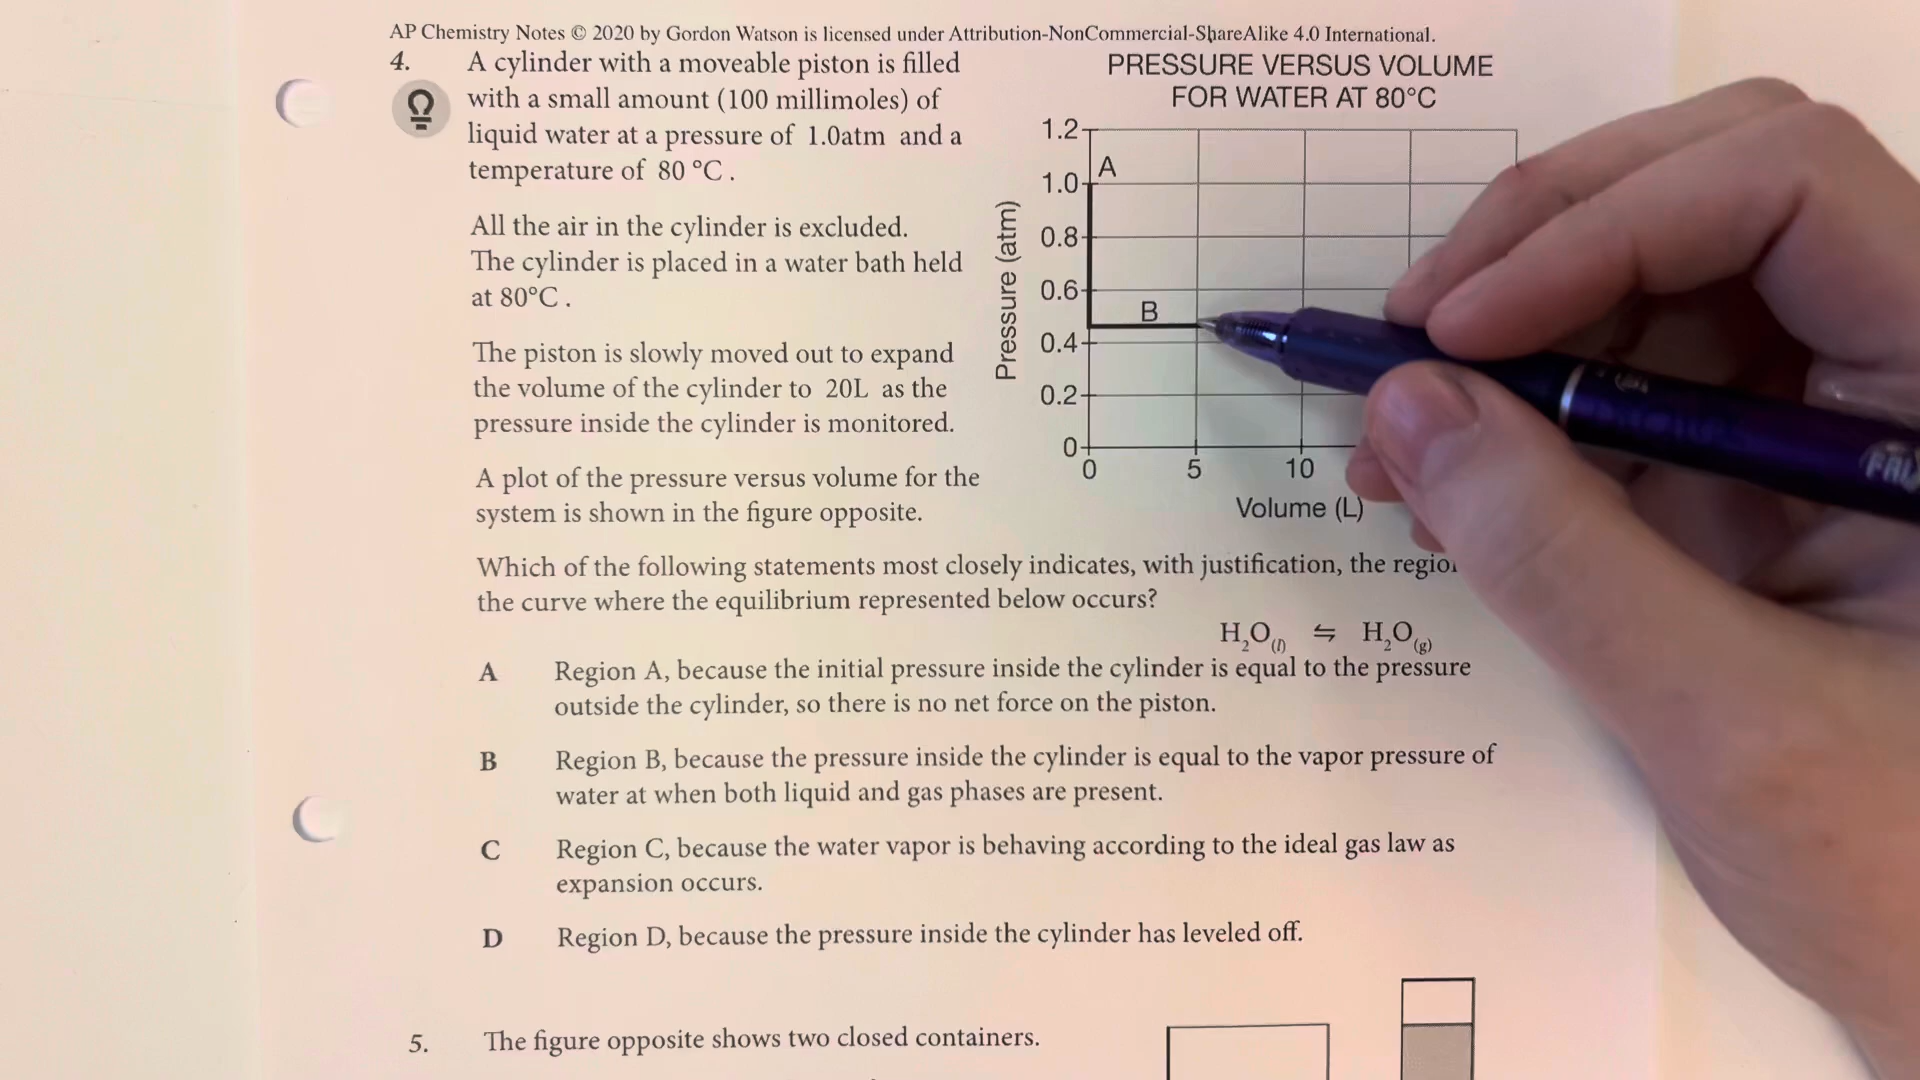 AP Chemistry Notes © 2020 by Gordon Watson is licensed under Attribution-NonCommercial-ShareAlike 4.0 International.
4. A cylinder with a moveable piston is filled
with a small amount (100 millimoles) of
liquid water at a pressure of 1.0atm and a
temperature of 80 °C .
All the air in the cylinder is excluded.
The cylinder is placed in a water bath held
at 80°C .
The piston is slowly moved out to expand
the volume of the cylinder to 20L as the
pressure inside the cylinder is monitored.
A plot of the pressure versus volume for the
system is shown in the figure opposite.
PRESSURE VERSUS VOLUME
FOR WATER AT 80°C
1.2
A
1.0
0.8
0.6
B
0.4
0.2
0
0 5 10
Pressure (atm)
Volume (L)
Which of the following statements most closely indicates, with justification, the
the curve where the equilibrium represented below occurs?
H₂O(l) ⇋ H₂O(g)
A Region A, because the initial pressure inside the cylinder is equal to the pressure
outside the cylinder, so there is no net force on the piston.
B Region B, because the pressure inside the cylinder is equal to the vapor pressure of
water at when both liquid and gas phases are present.
C Region C, because the water vapor is behaving according to the ideal gas law as
expansion occurs.
D Region D, because the pressure inside the cylinder has leveled off.
5. The figure opposite shows two closed containers.